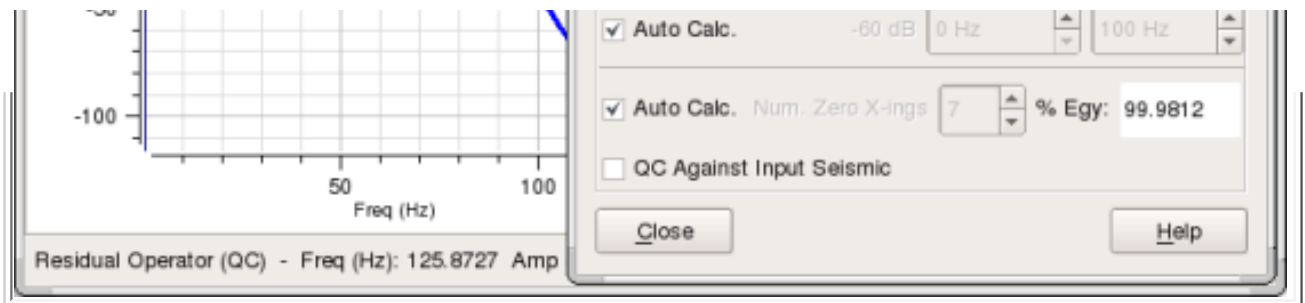 -50
-100
50
100
Freq (Hz)
Residual Operator (QC) - Freq (Hz): 125.8727 Amp
Auto Calc. -60 dB 0 Hz 100 Hz
Auto Calc. Num. Zero X-ings 7 % Egy: 99.9812
QC Against Input Seismic
Close Help